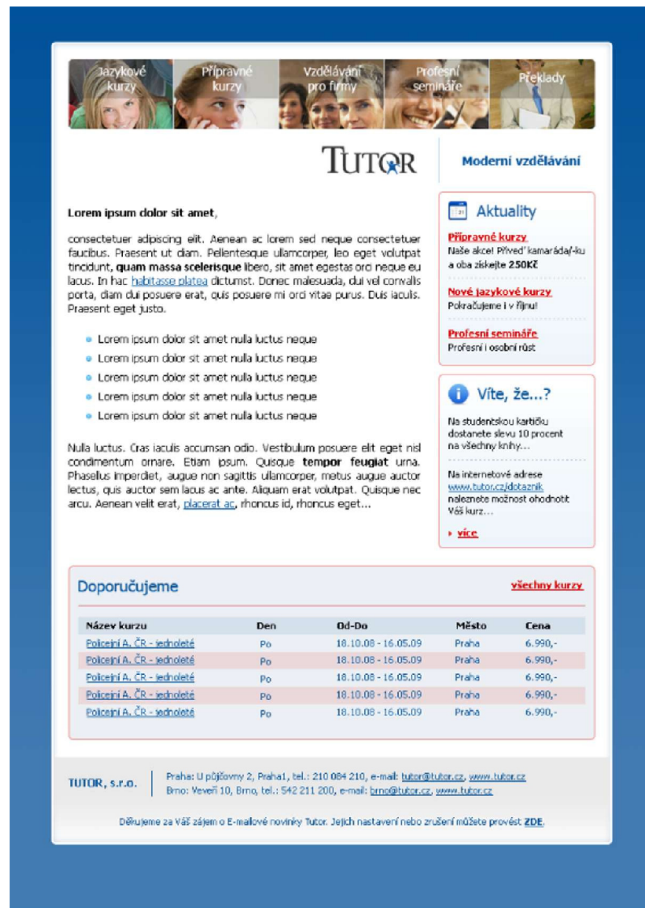 Jazykové
kurzy
Přípravné
kurzy
Vzdělávání
pro firmy
Profesní
semináře
Překlady
TUTOR
Moderní vzdělávání
Lorem ipsum dolor sit amet,
consectetuer adipiscing elit. Aenean ac lorem sed neque consectetuer
faucibus. Praesent ut diam. Pellentesque ullamcorper, leo eget volutpat
tincidunt, quam massa scelerisque libero, sit amet egestas orci neque eu
lacus. In hac habitasse platea dictumst. Donec malesuada, dui vel convalis
porta, diam dui posuere erat, quis posuere mi orci vitae purus. Duis iaculis.
Praesent eget justo.
Lorem ipsum dolor sit amet nulla luctus neque
Lorem ipsum dolor sit amet nulla luctus neque
Lorem ipsum dolor sit amet nulla luctus neque
Lorem ipsum dolor sit amet nulla luctus neque
Lorem ipsum dolor sit amet nulla luctus neque
Nulla luctus. Cras iaculis accumsan odio. Vestibulum posuere elit eget nisl
condimentum ornare. Etiam ipsum. Quisque tempor feugiat urna.
Phasellus imperdiet, augue non sagittis ullamcorper, metus augue auctor
lectus, quis auctor sem lacus ac ante. Aliquam erat volutpat. Quisque nec
arcu. Aenean velit erat, placerat ac, rhoncus id, rhoncus eget...
Aktuality
Přípravné kurzy
Naše akce! Přiveď kamaráda/-ku
a oba získejte 250Kč
Nové jazykové kurzy
Pokračujeme i v říjnu!
Profesní semináře
Profesní i osobní růst
Víte, že...?
Na studentskou kartičku
dostanete slevu 10 procent
na všechny knihy...
Na internetové adrese
www.tutor.cz/dotaznik
naleznete možnost ohodnotit
Váš kurz...
více
Doporučujeme
všechny kurzy
Název kurzu Den Od-Do Město Cena
Policejní A. ČR - jednoleté Po 18.10.08 - 16.05.09 Praha 6.990,-
Policejní A. ČR - jednoleté Po 18.10.08 - 16.05.09 Praha 6.990,-
Policejní A. ČR - jednoleté Po 18.10.08 - 16.05.09 Praha 6.990,-
Policejní A. ČR - jednoleté Po 18.10.08 - 16.05.09 Praha 6.990,-
Policejní A. ČR - jednoleté Po 18.10.08 - 16.05.09 Praha 6.990,-
TUTOR, s.r.o.
Praha: U půjčovny 2, Praha1, tel.: 210 084 210, e-mail: tutor@tutor.cz, www.tutor.cz
Brno: Veveří 10, Brno, tel.: 542 211 200, e-mail: brno@tutor.cz, www.tutor.cz
Děkujeme za Váš zájem o E-mailové novinky Tutor. Jejich nastavení nebo zrušení můžete provést ZDE.